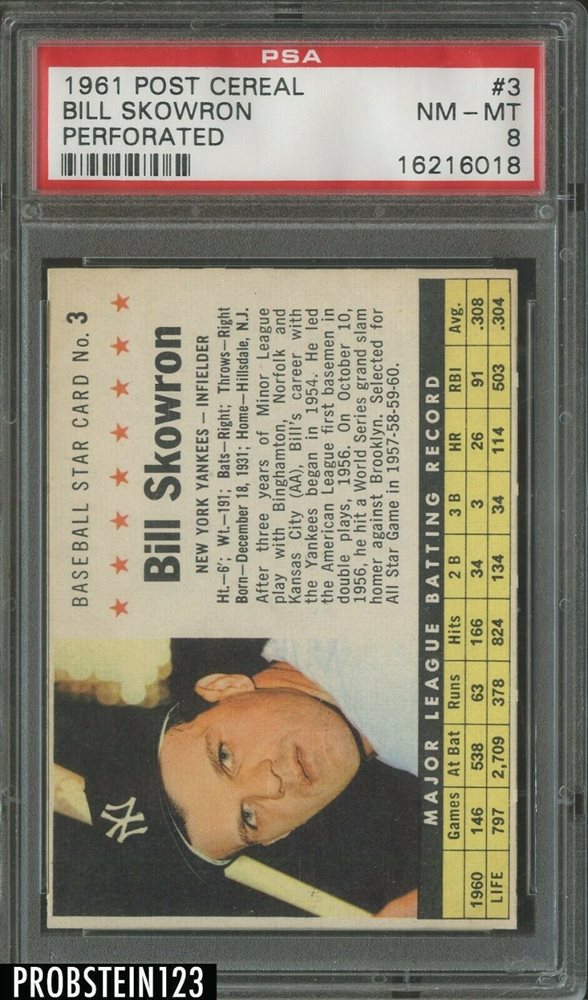 PSA
1961 POST CEREAL #3
BILL SKOWRON NM-MT
PERFORATED 8
16216018
BASEBALL STAR CARD No. 3
Bill Skowron
NEW YORK YANKEES — INFIELDER
Ht.—6'; Wt.—191; Bats—Right; Throws—Right
Born—December 18, 1931; Home—Hillsdale, N.J.
After three years of Minor League
play with Binghamton, Norfolk and
Kansas City (AA), Bill's career with
the Yankees began in 1954. He led
the American League first basemen in
double plays, 1956. On October 10,
1956, he hit a World Series grand slam
homer against Brooklyn. Selected for
All Star Game in 1957-58-59-60.
NY
MAJOR LEAGUE BATTING RECORD
Games At Bat Runs Hits 2 B 3 B HR RBI Avg.
1960 146 538 63 166 34 3 26 91 .308
LIFE 797 2,709 378 824 134 34 114 503 .304
PROBSTEIN123